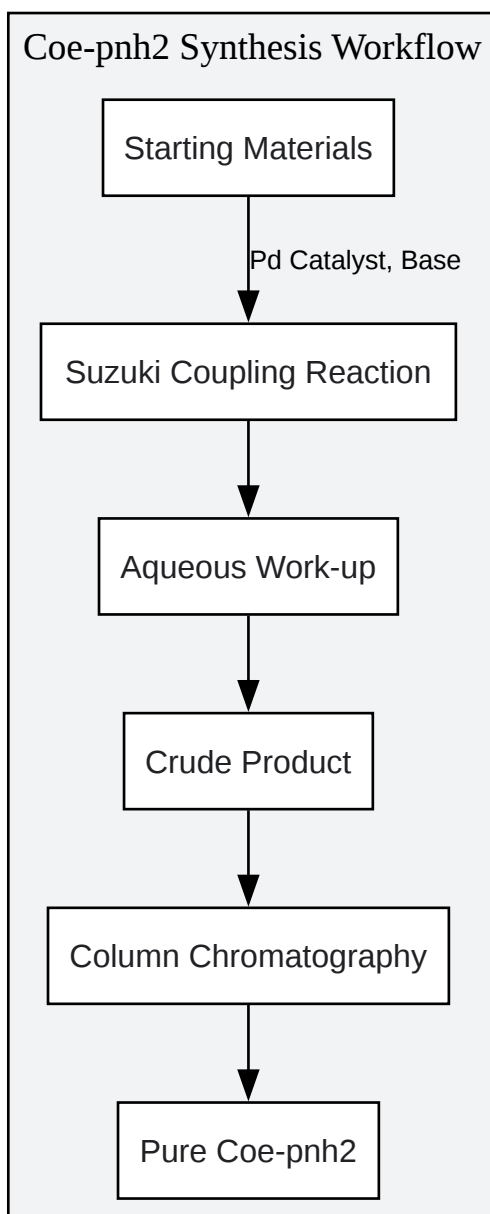 Coe-pnh2 Synthesis Workflow
Starting Materials
Pd Catalyst, Base
Suzuki Coupling Reaction
Aqueous Work-up
Crude Product
Column Chromatography
Pure Coe-pnh2